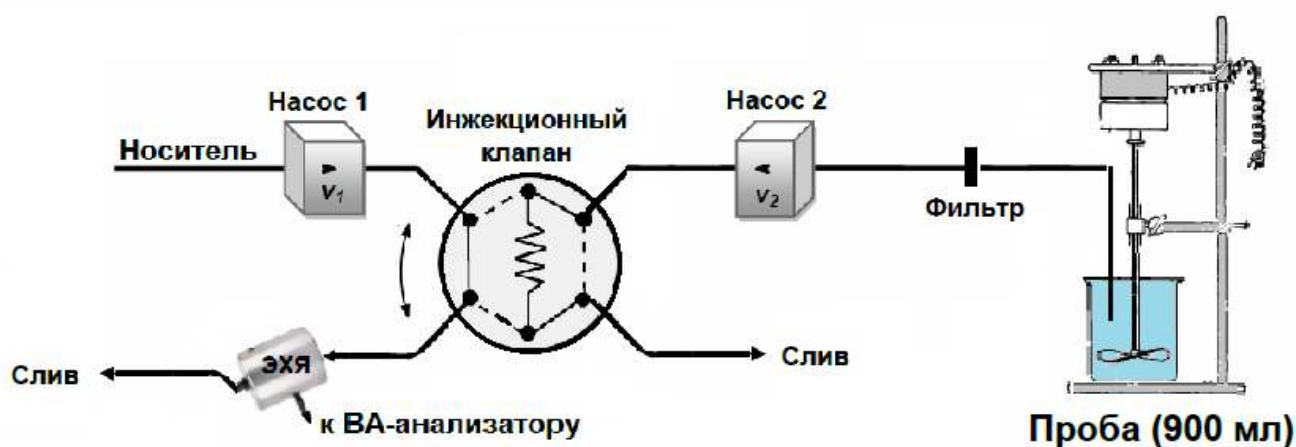 Насос 1
Насос 2
Инжекционный
клапан
Носитель
V₁
V₂
Фильтр
Слив
ЭХЯ
Слив
к ВА-анализатору
Проба (900 мл)